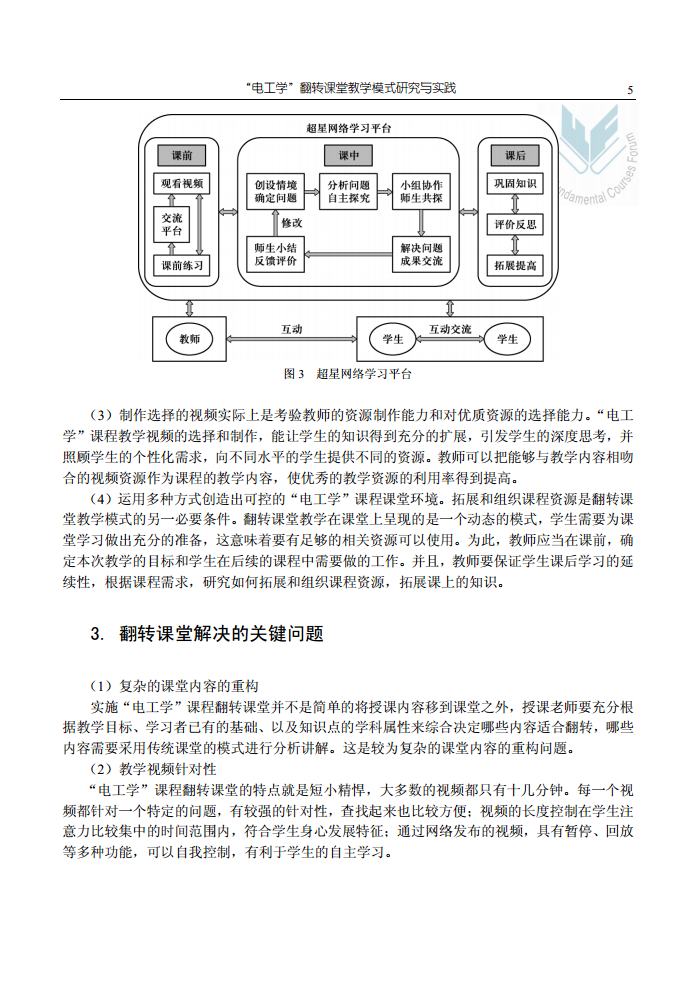 “电工学”翻转课堂教学模式研究与实践 5
超星网络学习平台
课前
课中
课后
观看视频
交流
平台
课前练习
创设情境
确定问题
分析问题
自主探究
小组协作
师生共探
修改
师生小结
反馈评价
解决问题
成果交流
巩固知识
评价反思
拓展提高
教师
互动
学生
互动交流
学生
图 3 超星网络学习平台
（3）制作选择的视频实际上是考验教师的资源制作能力和对优质资源的选择能力。“电工
学”课程教学视频的选择和制作，能让学生的知识得到充分的扩展，引发学生的深度思考，并
照顾学生的个性化需求，向不同水平的学生提供不同的资源。教师可以把能够与教学内容相吻
合的视频资源作为课程的教学内容，使优秀的教学资源的利用率得到提高。
（4）运用多种方式创造出可控的“电工学”课程课堂环境。拓展和组织课程资源是翻转课
堂教学模式的另一必要条件。翻转课堂教学在课堂上呈现的是一个动态的模式，学生需要为课
堂学习做出充分的准备，这意味着要有足够的相关资源可以使用。为此，教师应当在课前，确
定本次教学的目标和学生在后续的课程中需要做的工作。并且，教师要保证学生课后学习的延
续性，根据课程需求，研究如何拓展和组织课程资源，拓展课上的知识。
3. 翻转课堂解决的关键问题
（1）复杂的课堂内容的重构
实施“电工学”课程翻转课堂并不是简单的将授课内容移到课堂之外，授课老师要充分根
据教学目标、学习者已有的基础、以及知识点的学科属性来综合决定哪些内容适合翻转，哪些
内容需要采用传统课堂的模式进行分析讲解。这是较为复杂的课堂内容的重构问题。
（2）教学视频针对性
“电工学”课程翻转课堂的特点就是短小精悍，大多数的视频都只有十几分钟。每一个视
频都针对一个特定的问题，有较强的针对性，查找起来也比较方便；视频的长度控制在学生注
意力比较集中的时间范围内，符合学生身心发展特征；通过网络发布的视频，具有暂停、回放
等多种功能，可以自我控制，有利于学生的自主学习。
ndamental Courses Forum